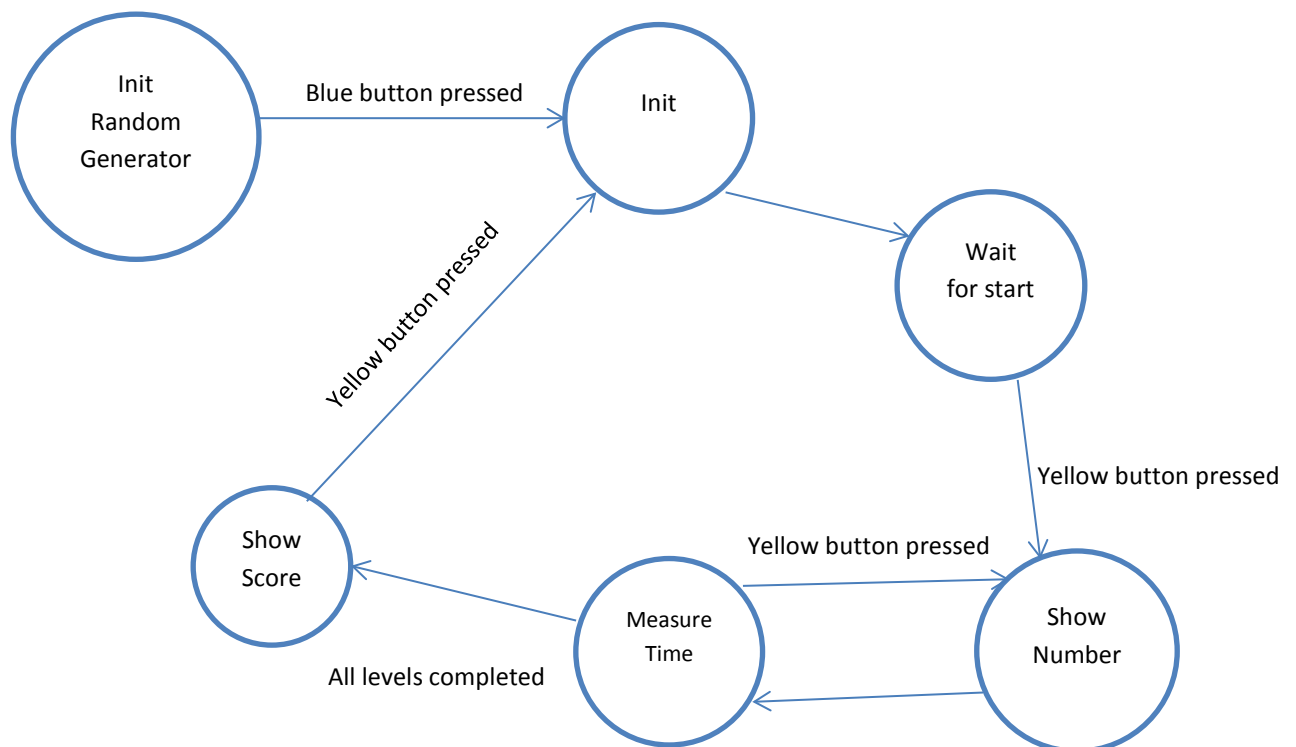 Init
Random
Generator
Blue button pressed
Init
Wait
for start
Yellow button pressed
Yellow button pressed
Show
Score
Yellow button pressed
Measure
Time
Show
Number
All levels completed